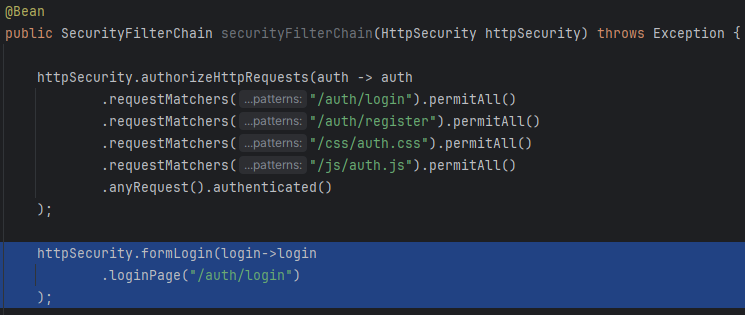 @Bean
public SecurityFilterChain securityFilterChain(HttpSecurity httpSecurity) throws Exception {
httpSecurity.authorizeHttpRequests(auth -> auth
.requestMatchers( ...patterns: "/auth/login").permitAll()
.requestMatchers( ...patterns: "/auth/register").permitAll()
.requestMatchers( ...patterns: "/css/auth.css").permitAll()
.requestMatchers( ...patterns: "/js/auth.js").permitAll()
.anyRequest().authenticated()
);
httpSecurity.formLogin(login->login
.loginPage("/auth/login")
);